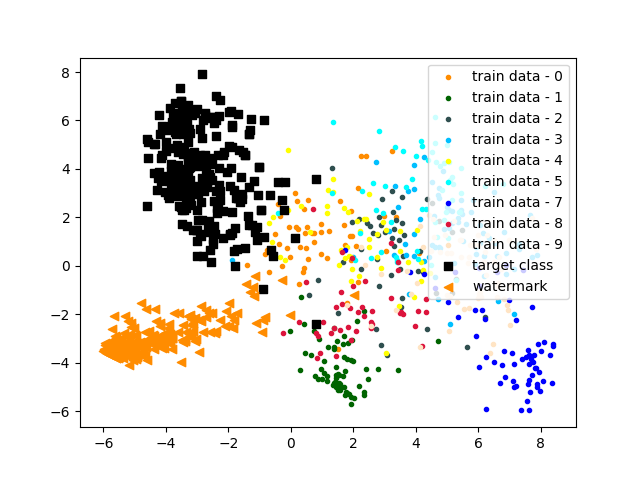 8
6
4
2
0
−2
−4
−6
−6
−4
−2
0
2
4
6
8
train data - 0
train data - 1
train data - 2
train data - 3
train data - 4
train data - 5
train data - 7
train data - 8
train data - 9
target class
watermark